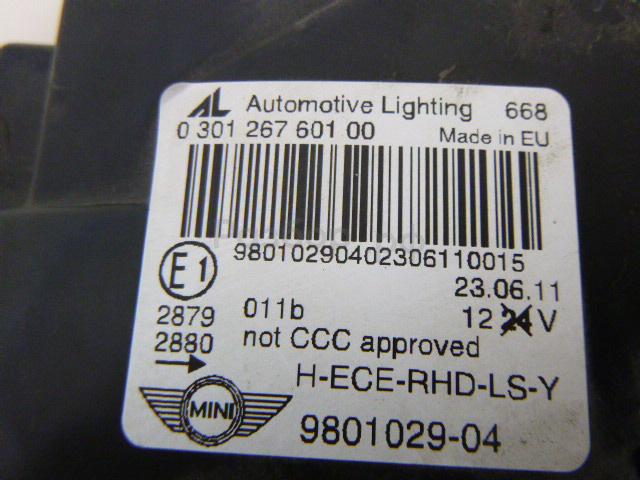 AL Automotive Lighting 668
0 301 267 601 00 Made in EU
98010290402306110015
E1 23.06.11
2879 011b 12 24 V
2880 not CCC approved
H-ECE-RHD-LS-Y
MINI 9801029-04